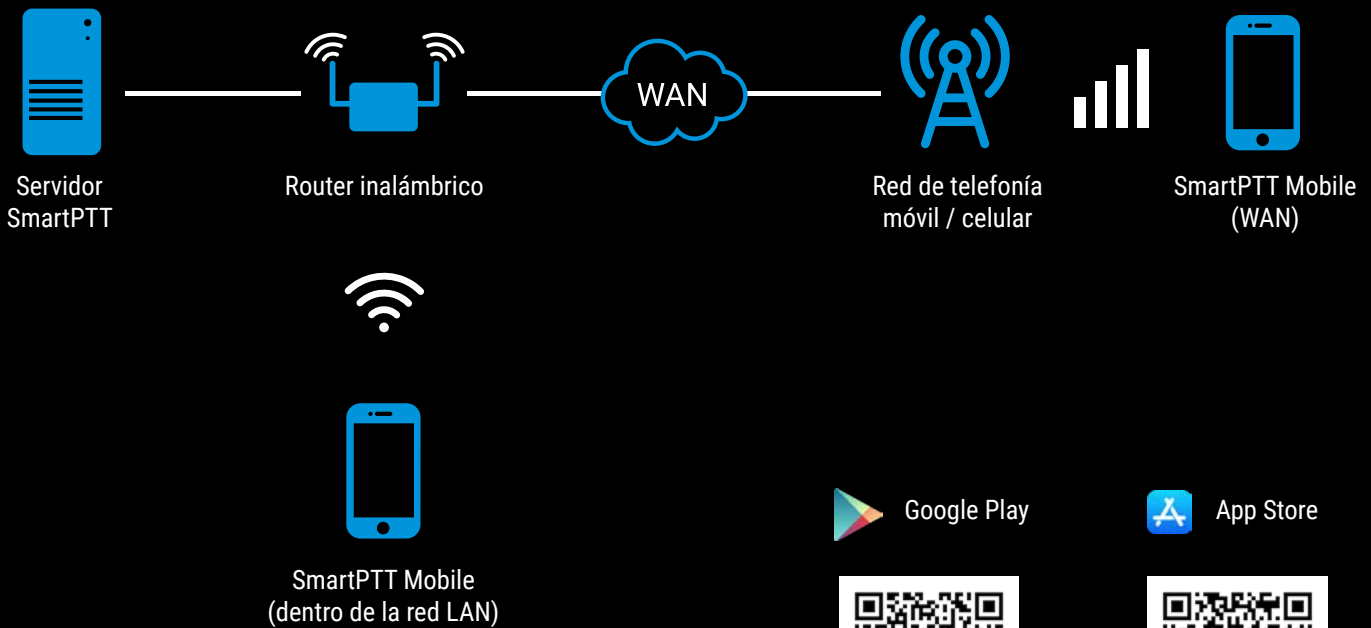 WAN
Servidor
SmartPTT
Router inalámbrico
Red de telefonía
móvil / celular
SmartPTT Mobile
(WAN)
SmartPTT Mobile
(dentro de la red LAN)
Google Play
App Store